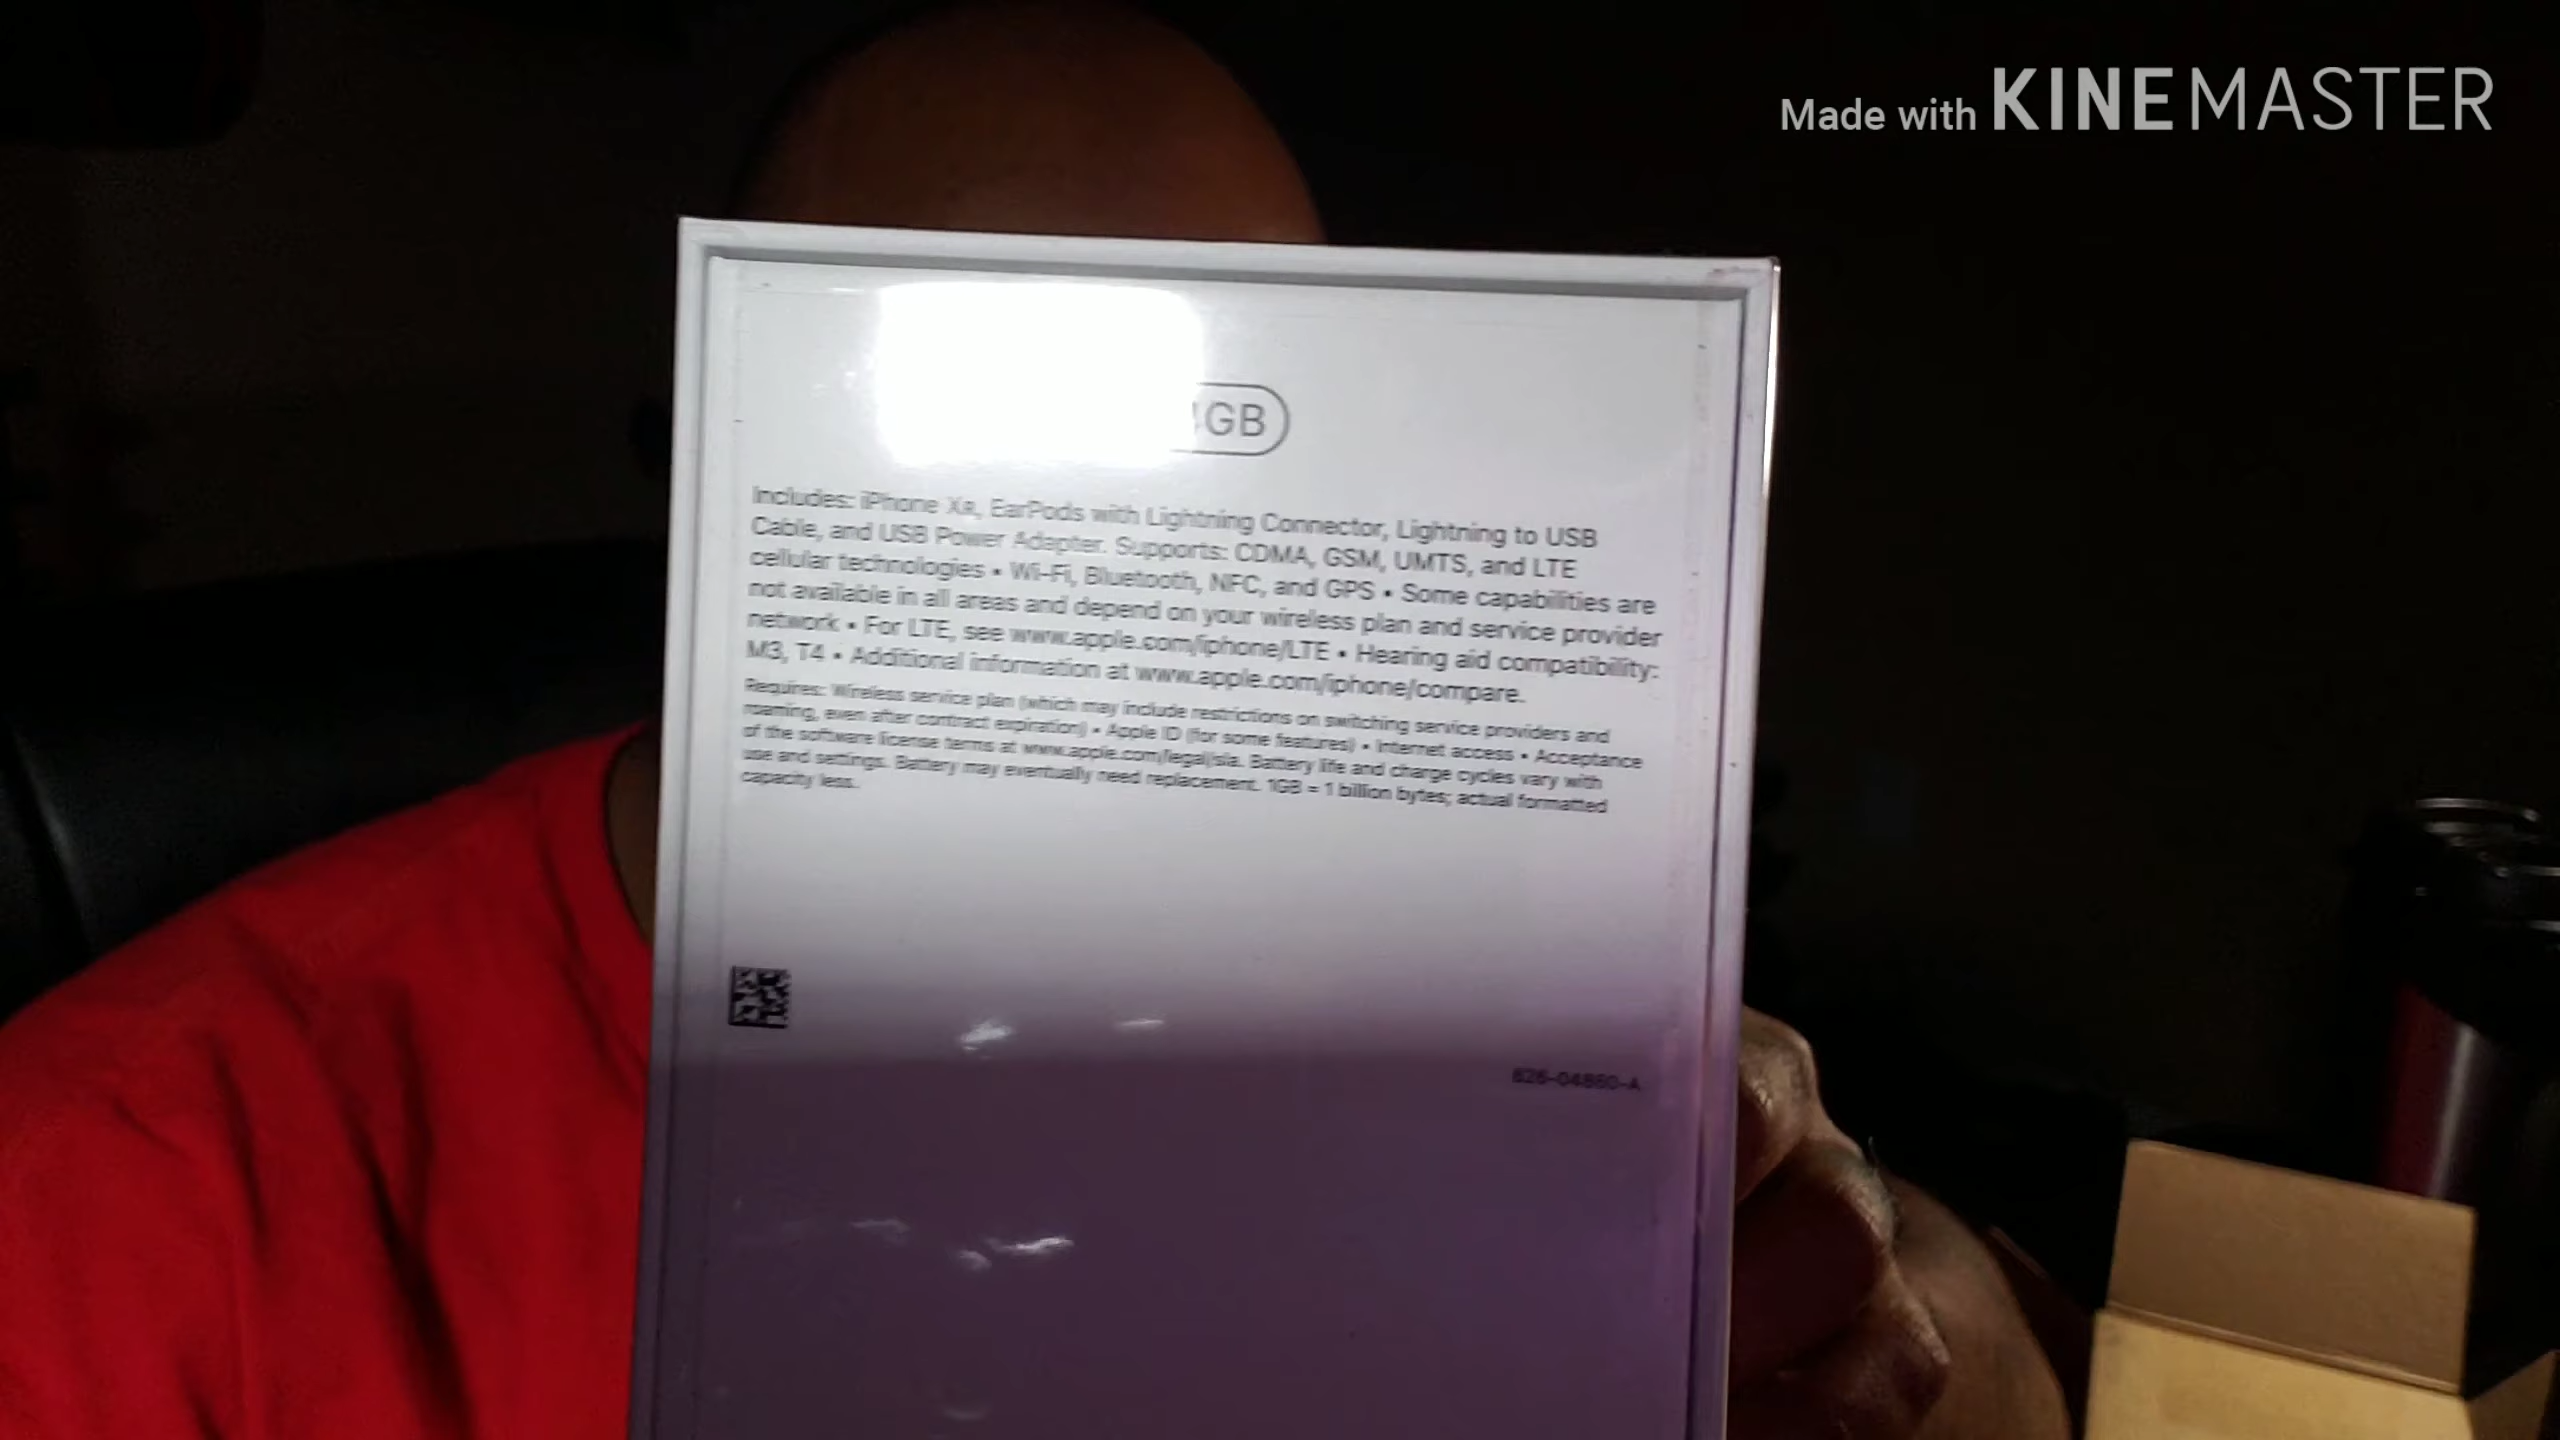 Made with KINEMASTER
GB
Includes: iPhone XR, EarPods with Lightning Connector, Lightning to USB
Cable, and USB Power Adapter. Supports: CDMA, GSM, UMTS, and LTE
cellular technologies • Wi-Fi, Bluetooth, NFC, and GPS • Some capabilities are
not available in all areas and depend on your wireless plan and service provider
network • For LTE, see www.apple.com/iphone/LTE • Hearing aid compatibility:
M3, T4 • Additional information at www.apple.com/iphone/compare.
Requires: Wireless service plan (which may include restrictions on switching service providers and
roaming, even after contract expiration) • Apple ID (for some features) • Internet access • Acceptance
of the software license terms at www.apple.com/legal/sla. Battery life and charge cycles vary with
use and settings. Battery may eventually need replacement. 1GB = 1 billion bytes; actual formatted
capacity less.